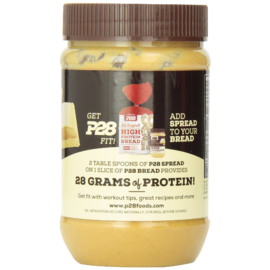 GET
P28
FIT!
ADD
SPREAD
TO YOUR
BREAD
P28
HIGH
PROTEIN
BREAD
2 TABLE SPOONS OF P28 SPREAD
ON 1 SLICE OF P28 BREAD PROVIDES
28 GRAMS of PROTEIN!
Get fit with workout tips, great recipes and more
www.p28foods.com